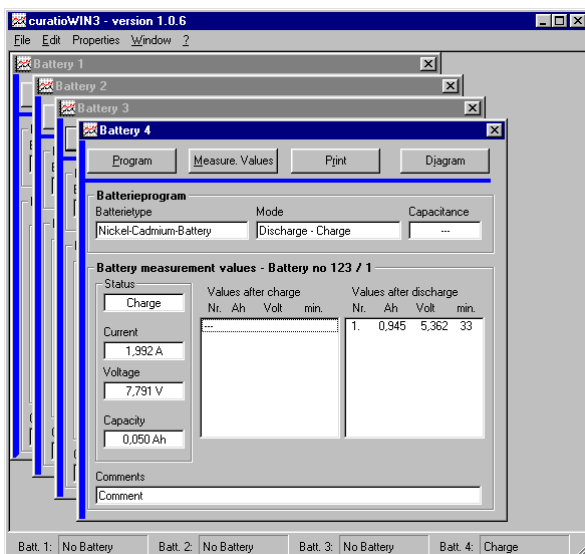 curatioWIN3 - version 1.0.6
File Edit Properties Window ?
Battery 1
Battery 2
Battery 3
Battery 4
Program Measure. Values Print Djagram
Batterieprogram
Batterietype Mode Capacitance
Nickel-Cadmium-Battery Discharge - Charge ---
Battery measurement values - Battery no 123 / 1
Status
Charge
Values after charge Values after discharge
Nr. Ah Volt min. Nr. Ah Volt min.
--- 1. 0,945 5,362 33
Current
1,992 A
Voltage
7,791 V
Capacity
0,050 Ah
Comments
Comment
Batt. 1: No Battery Batt. 2: No Battery Batt. 3: No Battery Batt. 4: Charge